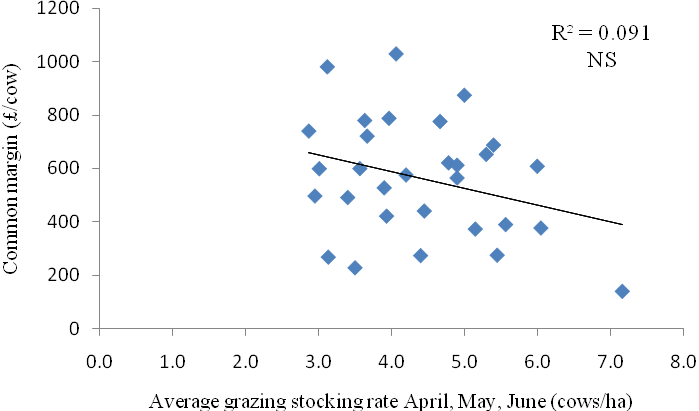 R² = 0.091
NS
Common margin (£/cow)
1200
1000
800
600
400
200
0
0.0 1.0 2.0 3.0 4.0 5.0 6.0 7.0 8.0
Average grazing stocking rate April, May, June (cows/ha)